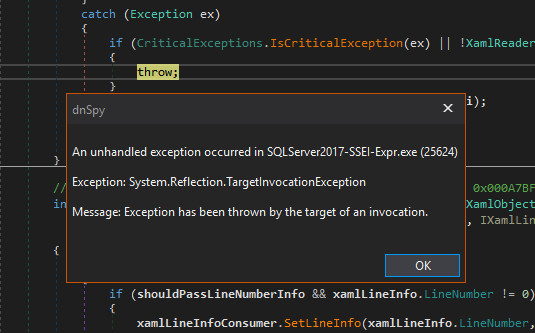 catch (Exception ex)
{
if (CriticalExceptions.IsCriticalException(ex) || !XamlReader
{
throw;
}
i);
dnSpy
An unhandled exception occurred in SQLServer2017-SSEI-Expr.exe (25624)
Exception: System.Reflection.TargetInvocationException
Message: Exception has been thrown by the target of an invocation.
OK
}
//
0x000A7BF
in
XamlObject
, IXamlLin
{
if (shouldPassLineNumberInfo && xamlLineInfo.LineNumber != 0)
{
xamlLineInfoConsumer.SetLineInfo(xamlLineInfo.LineNumber,